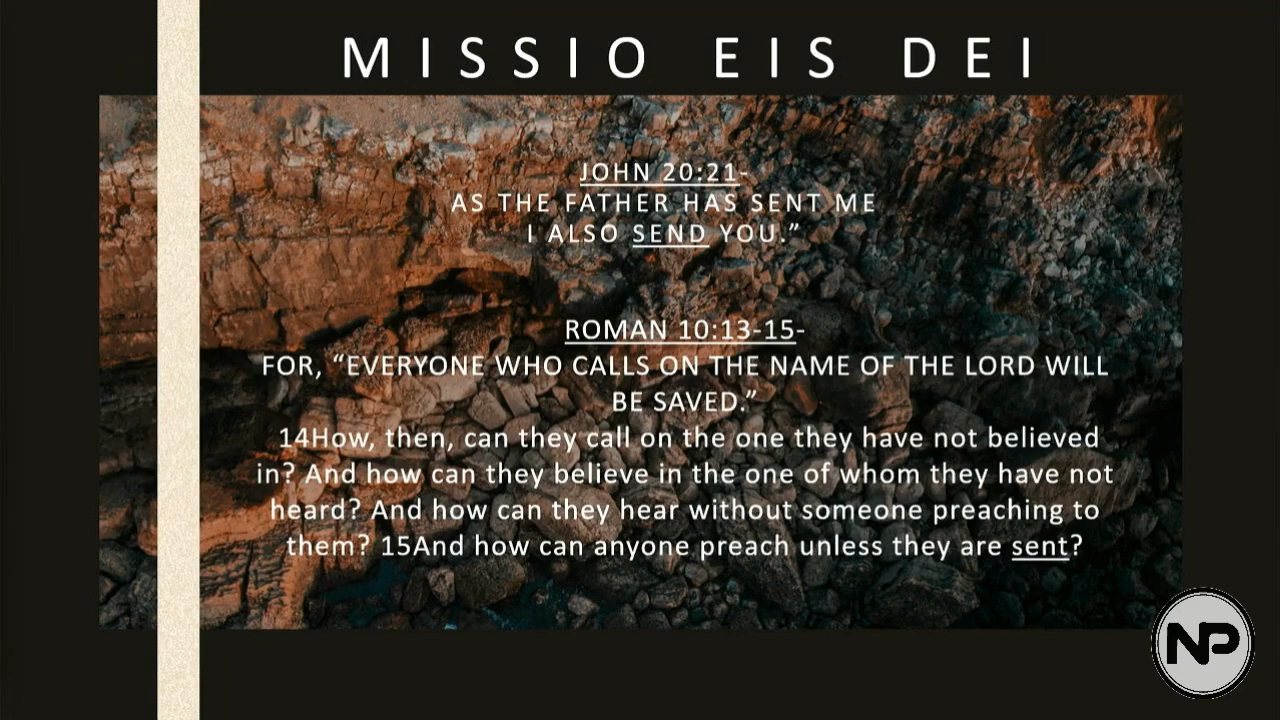 MISSIO EIS DEI
JOHN 20:21-
AS THE FATHER HAS SENT ME
I ALSO SEND YOU.”
ROMAN 10:13-15-
FOR, “EVERYONE WHO CALLS ON THE NAME OF THE LORD WILL
BE SAVED.”
14How, then, can they call on the one they have not believed
in? And how can they believe in the one of whom they have not
heard? And how can they hear without someone preaching to
them? 15And how can anyone preach unless they are sent?
NP